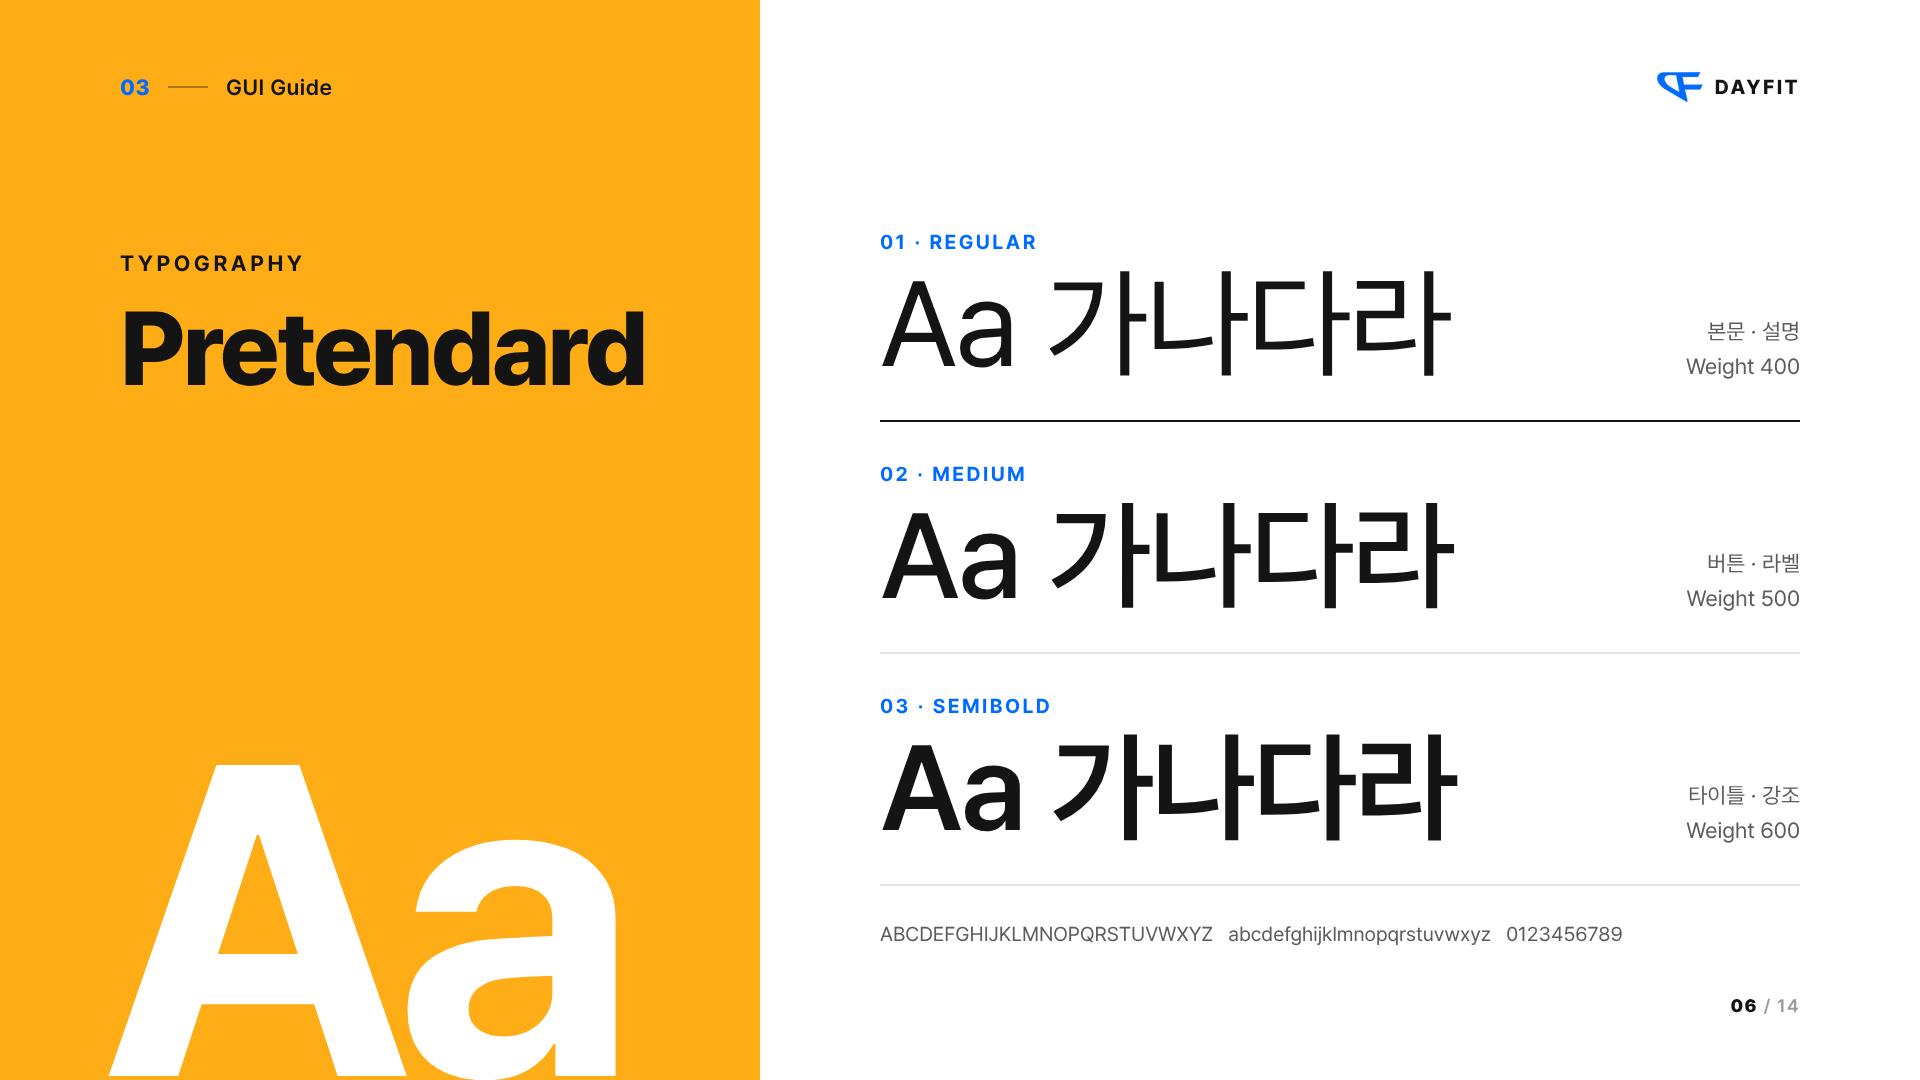 03 — GUI Guide
DAYFIT
TYPOGRAPHY
Pretendard
Aa
01 · REGULAR
Aa 가나다라
본문 · 설명
Weight 400
02 · MEDIUM
Aa 가나다라
버튼 · 라벨
Weight 500
03 · SEMIBOLD
Aa 가나다라
타이틀 · 강조
Weight 600
ABCDEFGHIJKLMNOPQRSTUVWXYZ abcdefghijklmnopqrstuvwxyz 0123456789
06 / 14